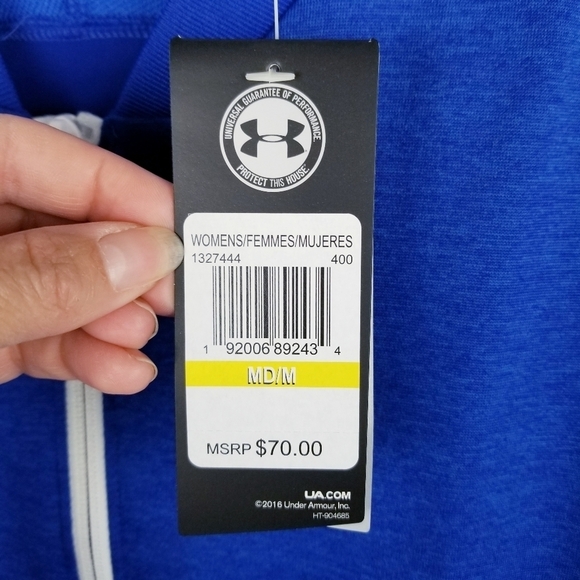 UNIVERSAL GUARANTEE OF PERFORMANCE
PROTECT THIS HOUSE
WOMENS/FEMMES/MUJERES
1327444 400
1 92006 89243 4
MD/M
MSRP $70.00
UA.COM
©2016 Under Armour, Inc.
HT-904685